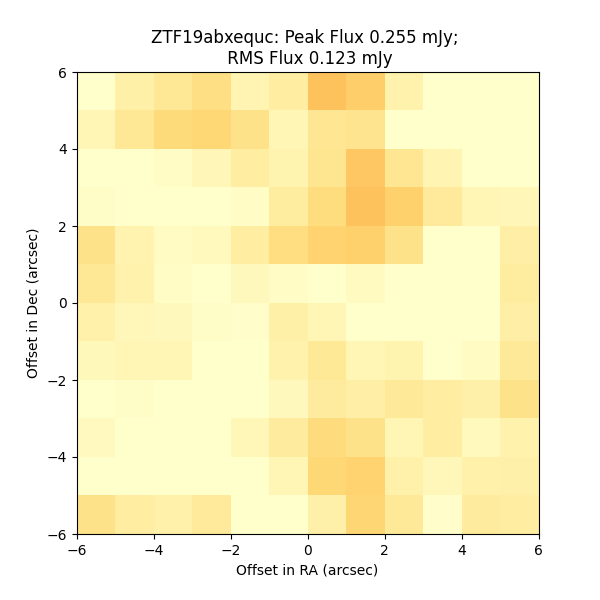 ZTF19abxequc: Peak Flux 0.255 mJy;
RMS Flux 0.123 mJy
6
4
2
0
−2
−4
−6
Offset in Dec (arcsec)
−6 −4 −2 0 2 4 6
Offset in RA (arcsec)